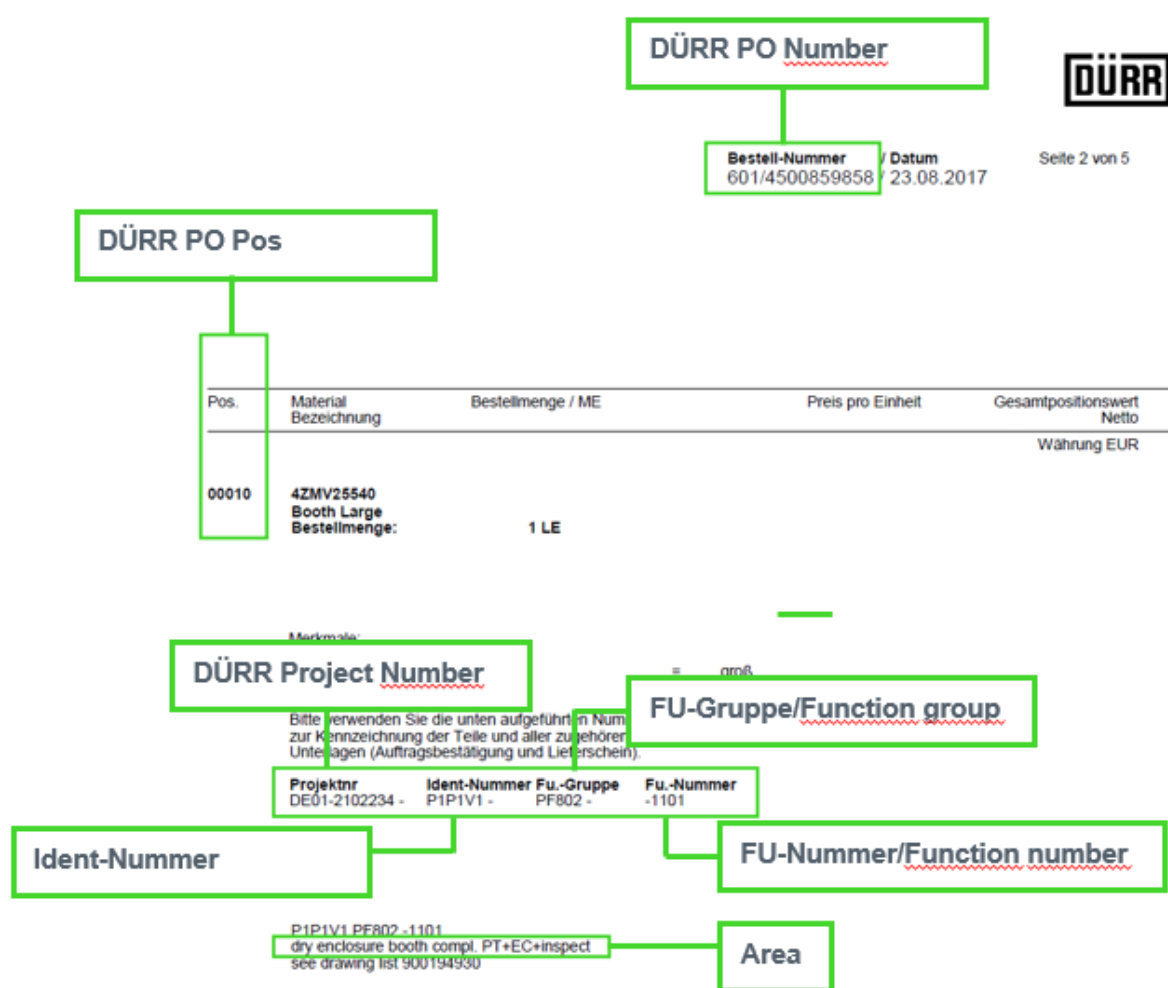 DÜRR PO Number
DÜRR
Bestell-Nummer / Datum
601/4500859858 / 23.08.2017
Seite 2 von 5
DÜRR PO Pos
Pos. Material Bestellmenge / ME Preis pro Einheit Gesamtpositionswert
Bezeichnung Netto
Währung EUR
00010 4ZMV25540
Booth Large
Bestellmenge: 1 LE
Merkmale:
DÜRR Project Number
= groß
FU-Gruppe/Function group
Bitte verwenden Sie die unten aufgeführten Num
zur Kennzeichnung der Teile und aller zugehören
Unterlagen (Auftragsbestätigung und Lieferschein).
Projektnr Ident-Nummer Fu.-Gruppe Fu.-Nummer
DE01-2102234 - P1P1V1 - PF802 - -1101
Ident-Nummer
FU-Nummer/Function number
P1P1V1 PF802 -1101
dry enclosure booth compl. PT+EC+inspect
see drawing list 900194930
Area